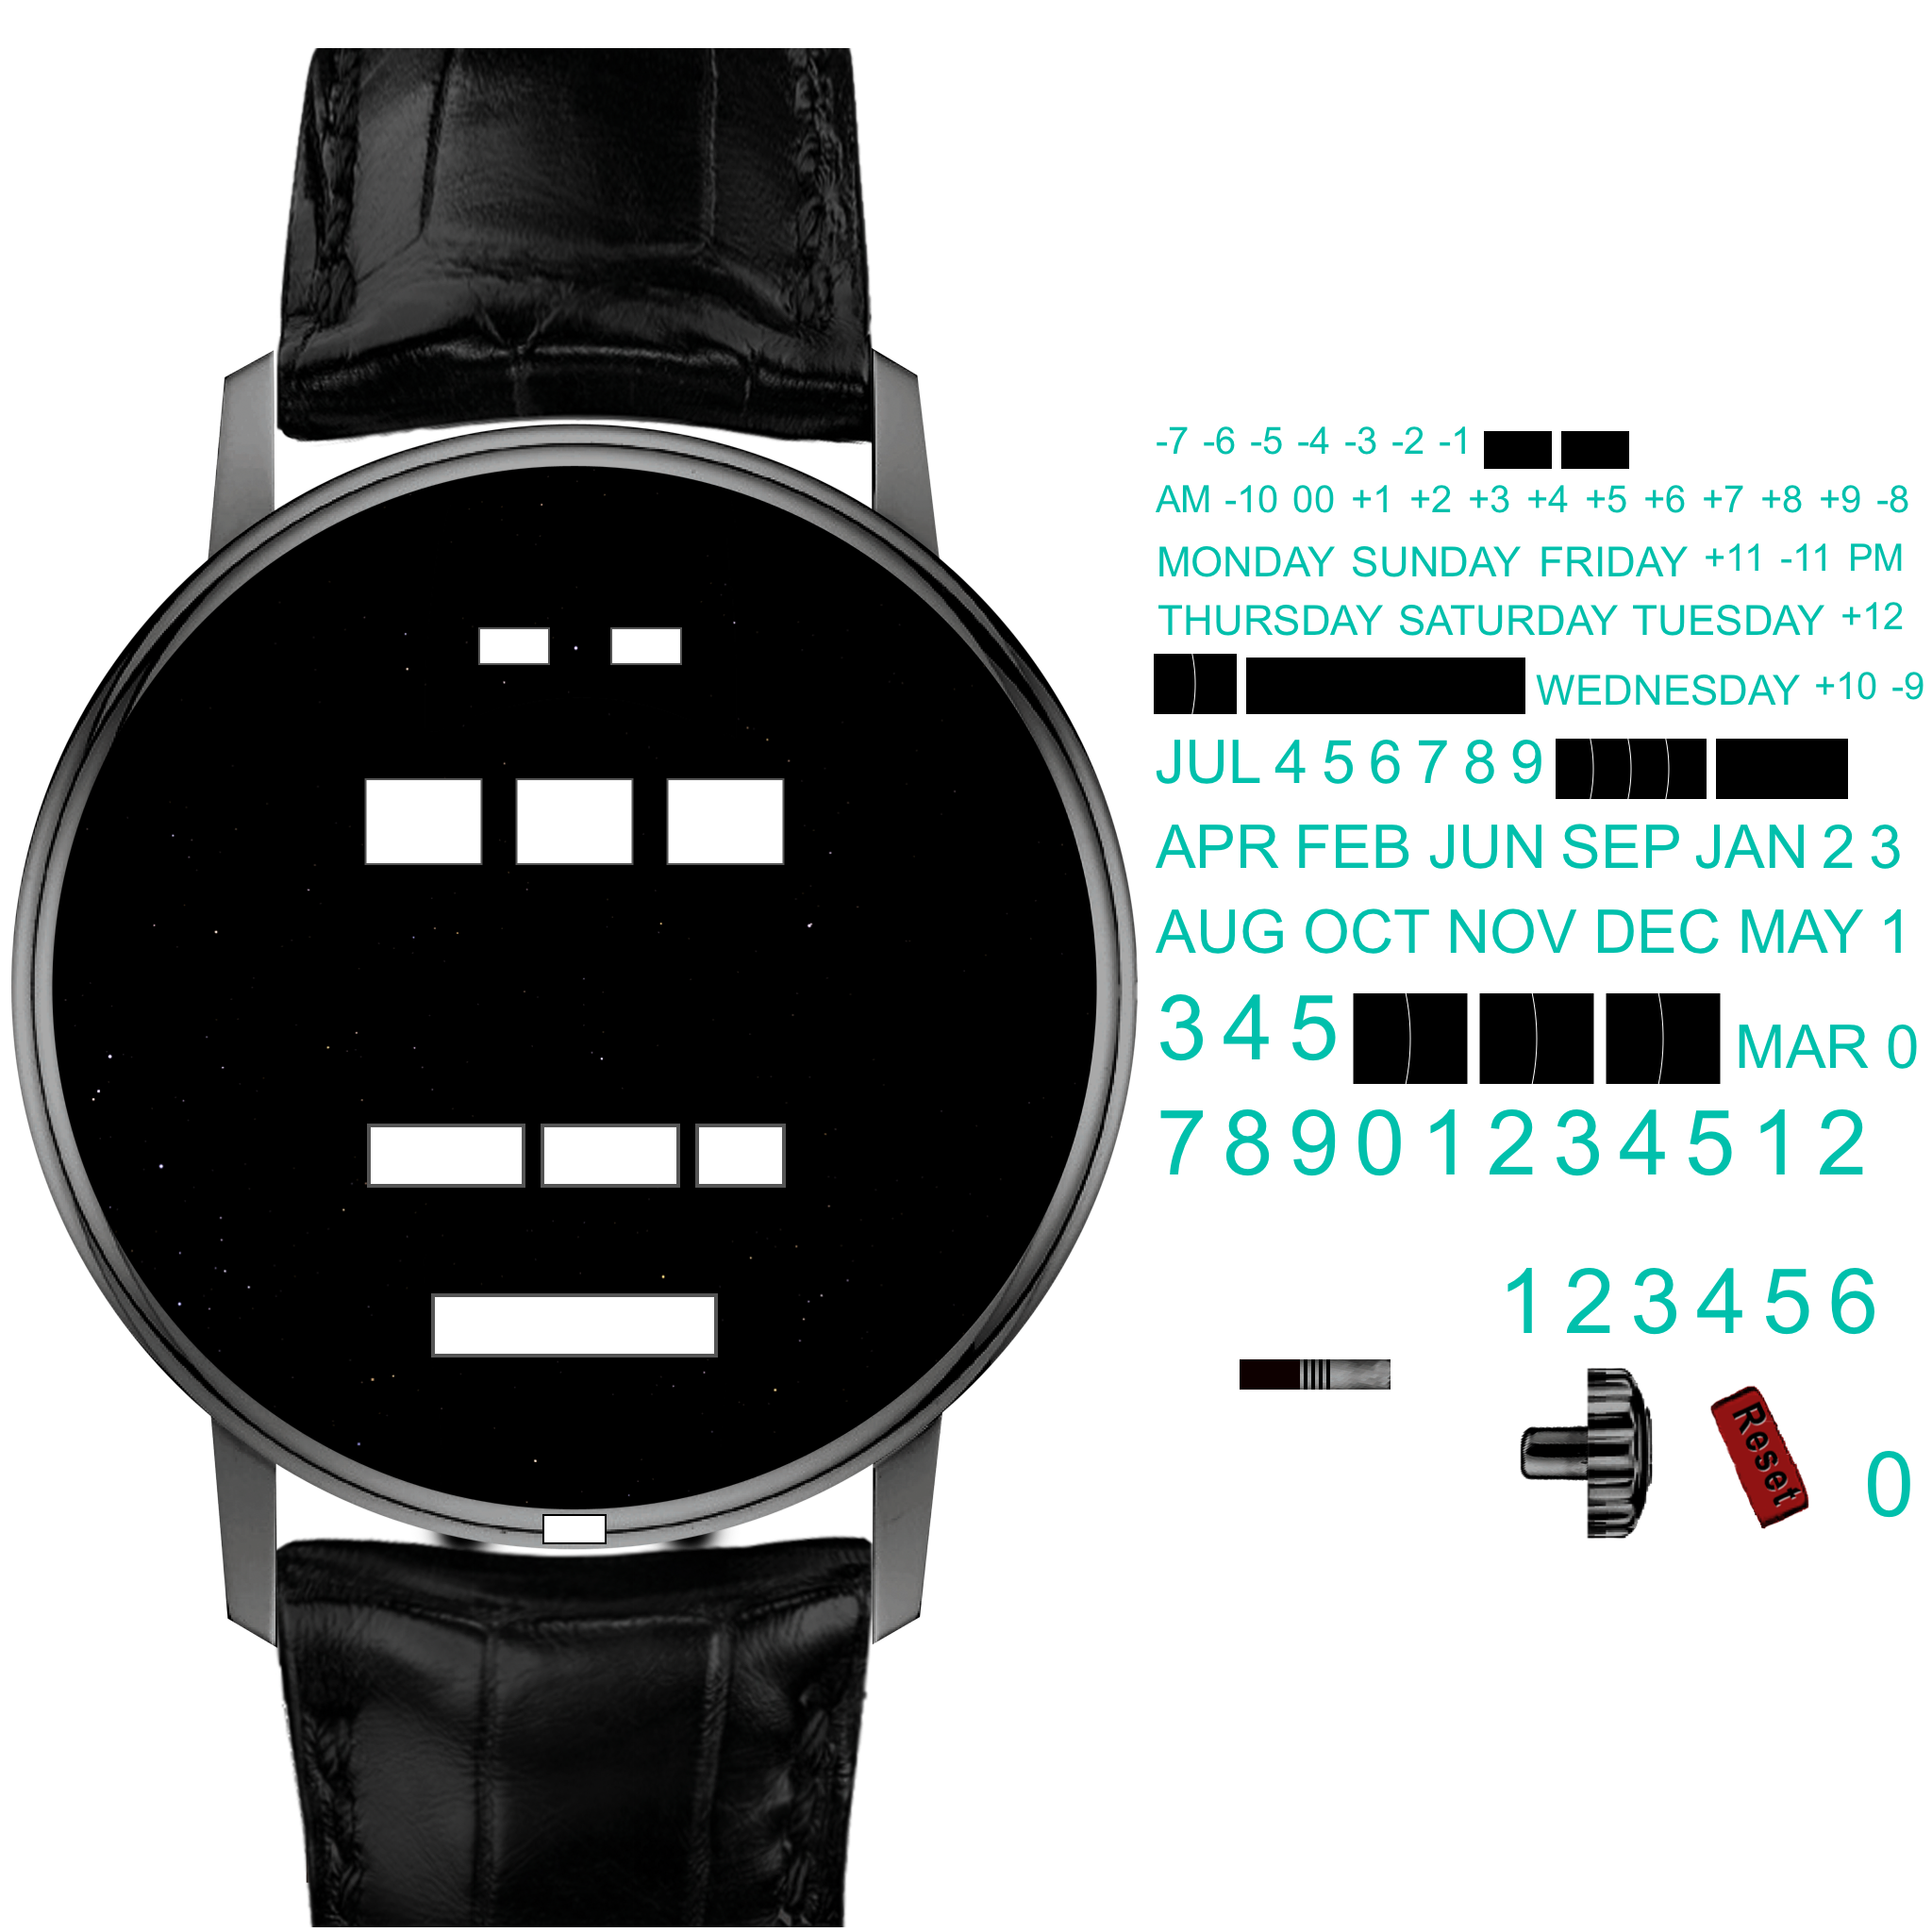 -7 -6 -5 -4 -3 -2 -1
AM -10 00 +1 +2 +3 +4 +5 +6 +7 +8 +9 -8
MONDAY SUNDAY FRIDAY +11 -11 PM
THURSDAY SATURDAY TUESDAY +12
WEDNESDAY +10 -9
JUL 4 5 6 7 8 9
APR FEB JUN SEP JAN 2 3
AUG OCT NOV DEC MAY 1
3 4 5 MAR 0
7 8 9 0 1 2 3 4 5 1 2
1 2 3 4 5 6
Reset
0